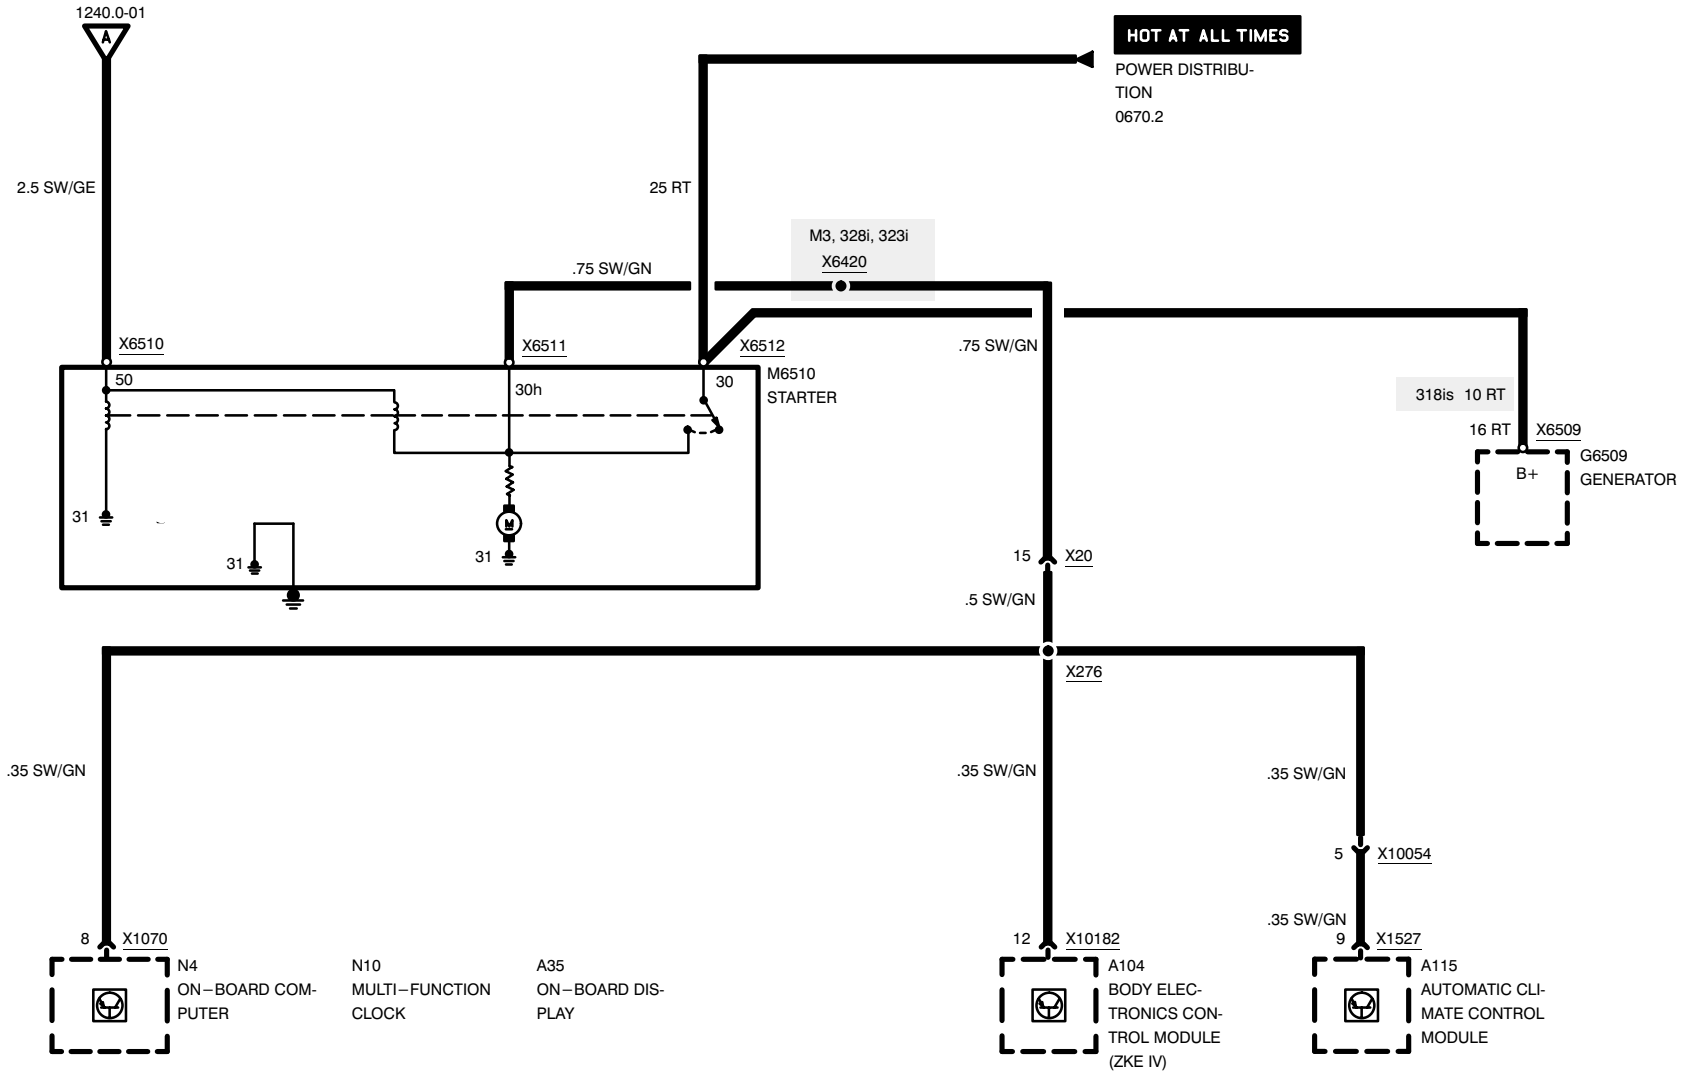 1240.0-01
A
HOT AT ALL TIMES
POWER DISTRIBU-
TION
0670.2
2.5 SW/GE
25 RT
M3, 328i, 323i
X6420
.75 SW/GN
X6510
X6511
X6512
.75 SW/GN
50
30h
30
M6510
STARTER
318is 10 RT
16 RT
X6509
G6509
GENERATOR
B+
31
M
31
31
15
X20
.5 SW/GN
X276
.35 SW/GN
.35 SW/GN
.35 SW/GN
5
X10054
.35 SW/GN
8
X1070
12
X10182
9
X1527
N4
ON–BOARD COM-
PUTER
N10
MULTI–FUNCTION
CLOCK
A35
ON–BOARD DIS-
PLAY
A104
BODY ELEC-
TRONICS CON-
TROL MODULE
(ZKE IV)
A115
AUTOMATIC CLI-
MATE CONTROL
MODULE